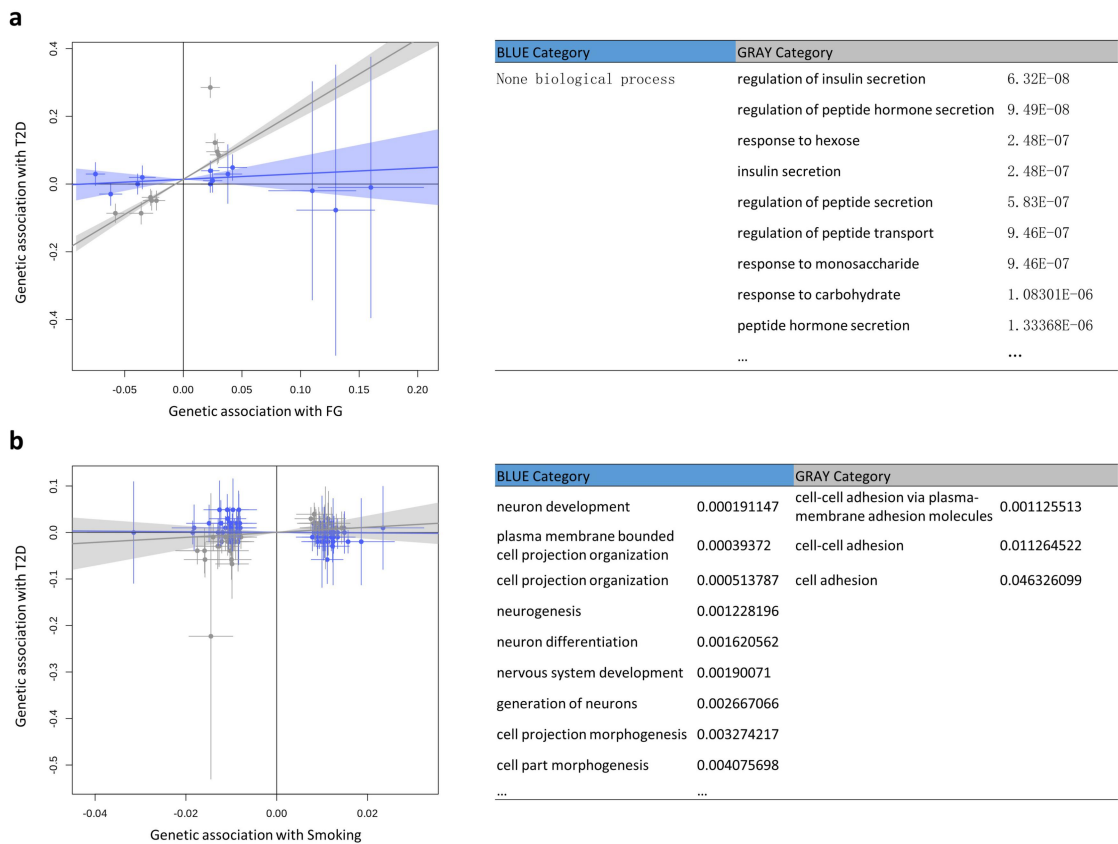 a
0.4
0.2
0.0
-0.2
-0.4
Genetic association with T2D
-0.05 0.00 0.05 0.10 0.15 0.20
Genetic association with FG
BLUE Category GRAY Category
None biological process regulation of insulin secretion 6.32E-08
regulation of peptide hormone secretion 9.49E-08
response to hexose 2.48E-07
insulin secretion 2.48E-07
regulation of peptide secretion 5.83E-07
regulation of peptide transport 9.46E-07
response to monosaccharide 9.46E-07
response to carbohydrate 1.08301E-06
peptide hormone secretion 1.33368E-06
... ...
b
0.1
0.0
-0.1
-0.2
-0.3
-0.4
-0.5
Genetic association with T2D
-0.04 -0.02 0.00 0.02
Genetic association with Smoking
BLUE Category GRAY Category
neuron development 0.000191147 cell-cell adhesion via plasma-
membrane adhesion molecules 0.001125513
plasma membrane bounded
cell projection organization 0.00039372 cell-cell adhesion 0.011264522
cell projection organization 0.000513787 cell adhesion 0.046326099
neurogenesis 0.001228196
neuron differentiation 0.001620562
nervous system development 0.00190071
generation of neurons 0.002667066
cell projection morphogenesis 0.003274217
cell part morphogenesis 0.004075698
... ...